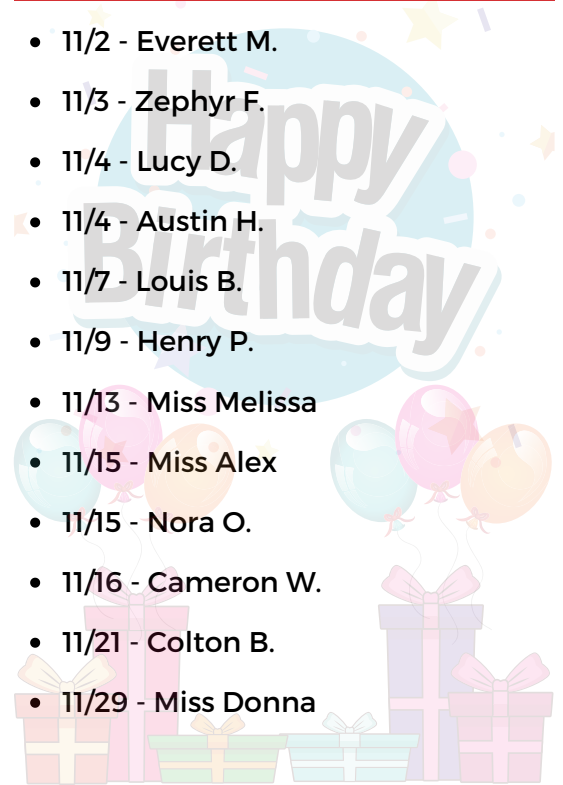 Happy
Birthday
• 11/2 - Everett M.
• 11/3 - Zephyr F.
• 11/4 - Lucy D.
• 11/4 - Austin H.
• 11/7 - Louis B.
• 11/9 - Henry P.
• 11/13 - Miss Melissa
• 11/15 - Miss Alex
• 11/15 - Nora O.
• 11/16 - Cameron W.
• 11/21 - Colton B.
• 11/29 - Miss Donna